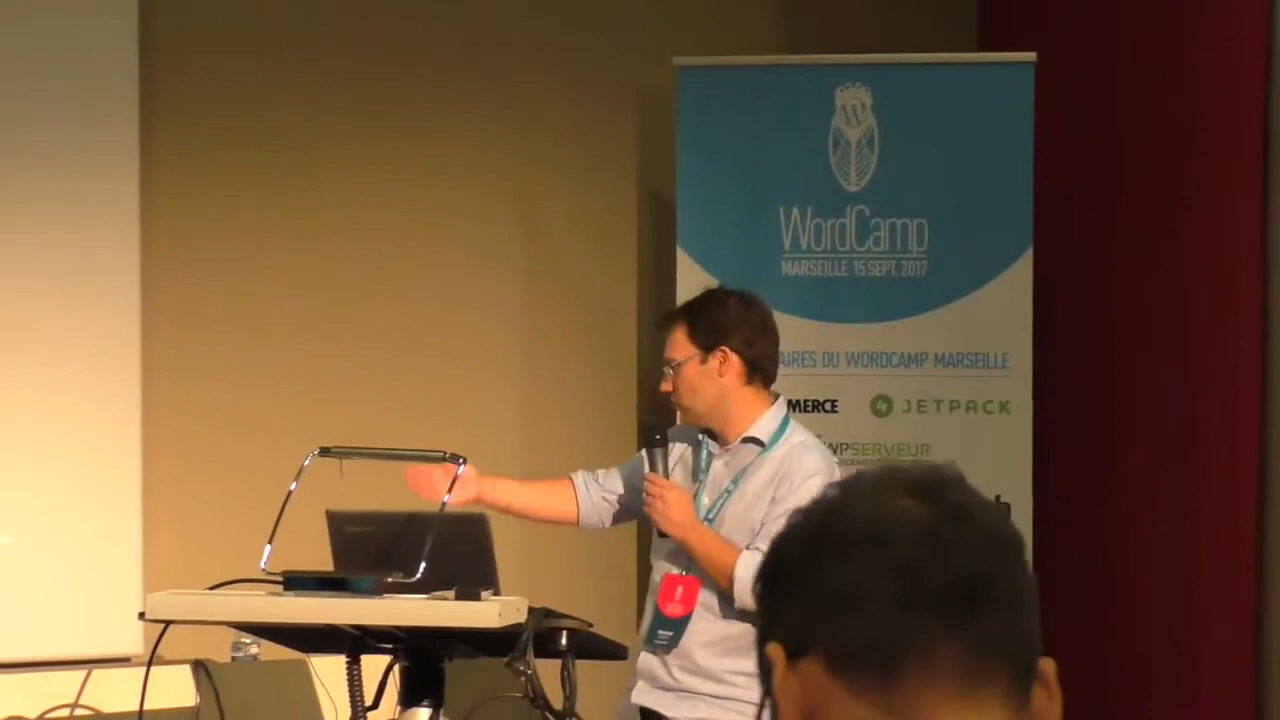 WordCamp
MARSEILLE 15 SEPT. 2017
AIRES DU WORDCAMP MARSEILLE
MERCE
JETPACK
WPSERVEUR